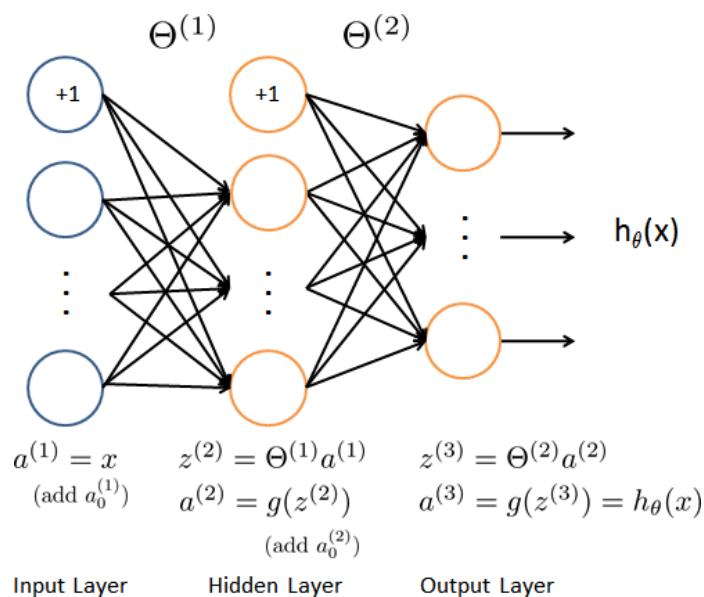 Θ^(1) Θ^(2)
+1 +1
⋮ ⋮ ⋮ h_θ(x)
a^(1) = x z^(2) = Θ^(1)a^(1) z^(3) = Θ^(2)a^(2)
(add a_0^(1)) a^(2) = g(z^(2)) a^(3) = g(z^(3)) = h_θ(x)
(add a_0^(2))
Input Layer Hidden Layer Output Layer